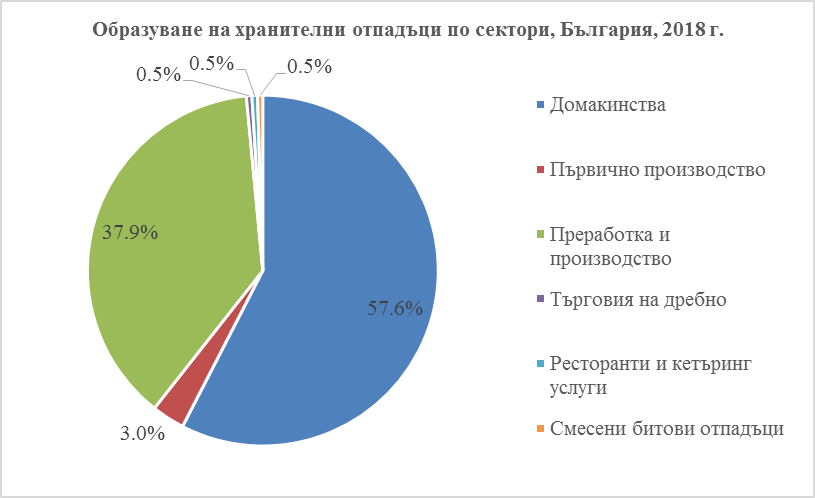 Образуване на хранителни отпадъци по сектори, България, 2018 г.
0.5%
0.5%
0.5%
37.9%
57.6%
3.0%
Домакинства
Първично производство
Преработка и
производство
Търговия на дребно
Ресторанти и кетъринг
услуги
Смесени битови отпадъци